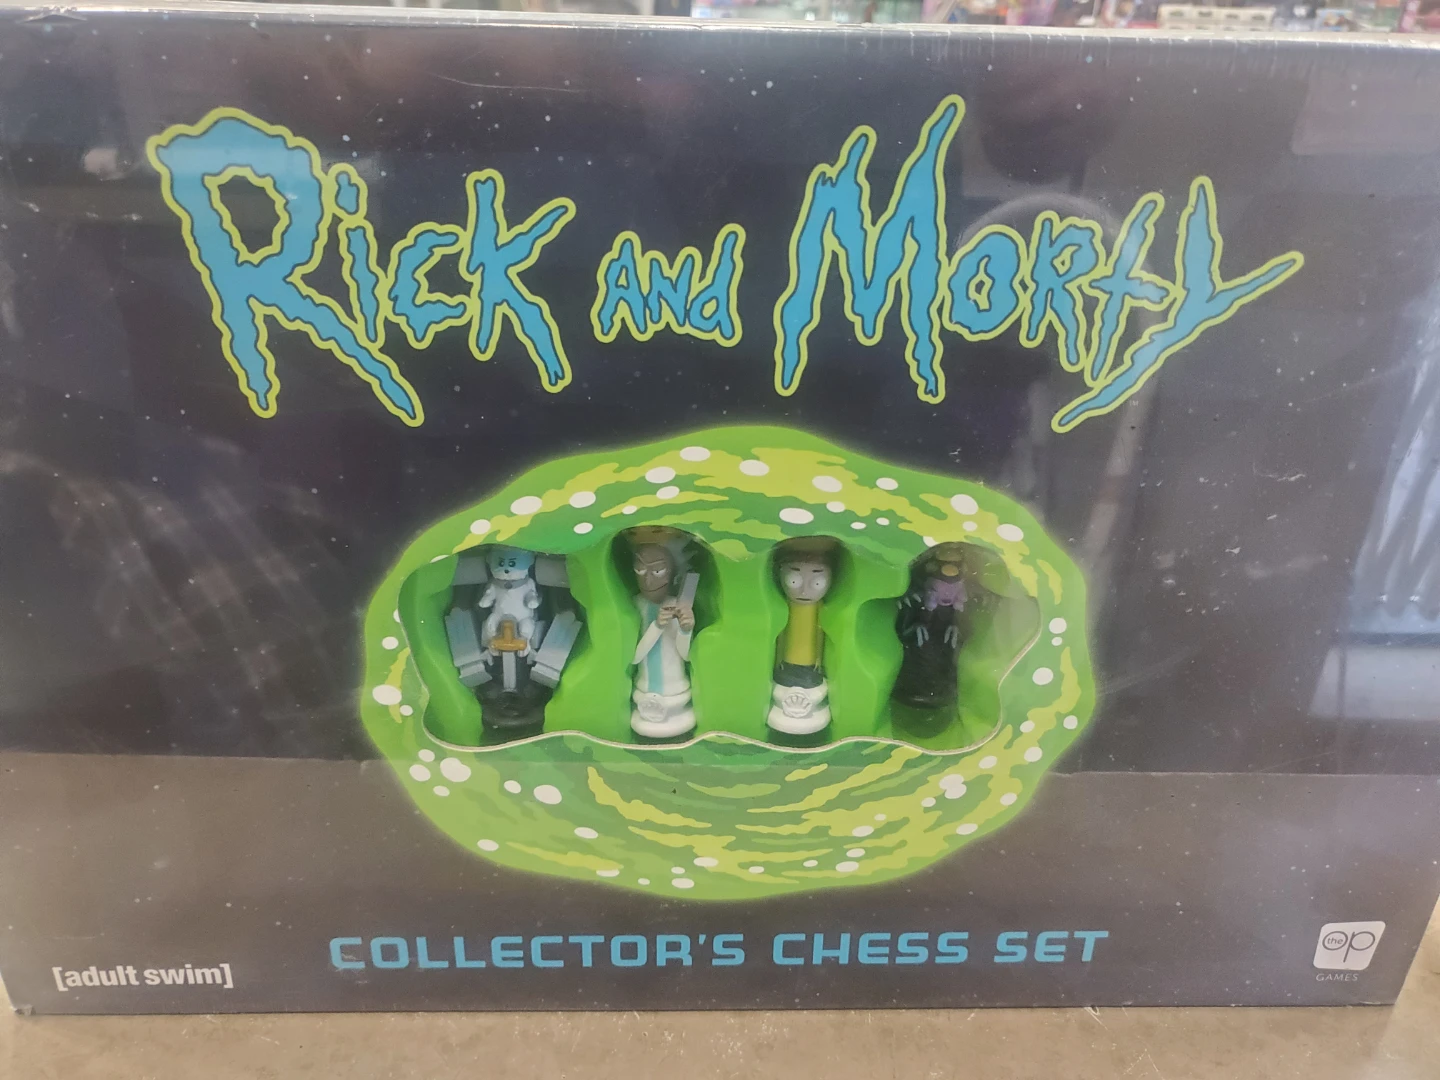 Rick and Morty
COLLECTOR'S CHESS SET
[adult swim]
the op
GAMES